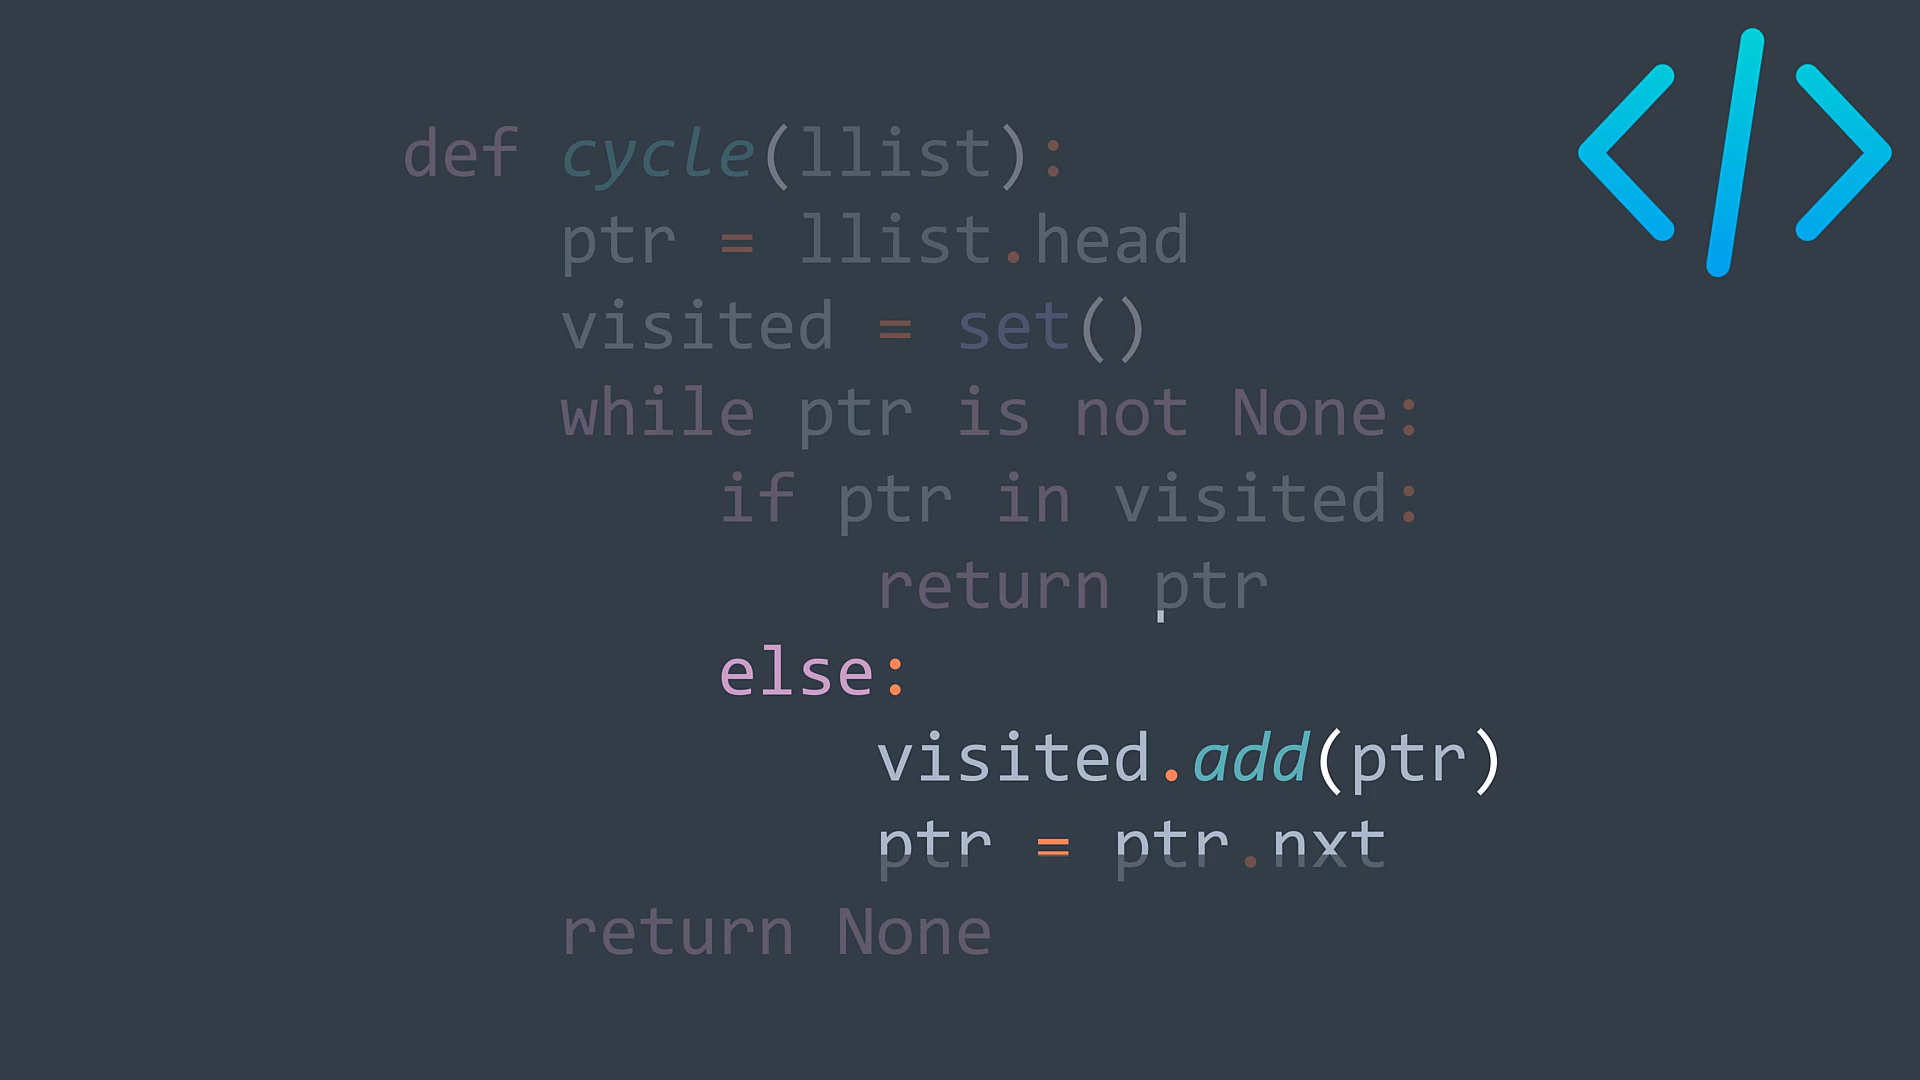 def cycle(llist):
    ptr = llist.head
    visited = set()
    while ptr is not None:
        if ptr in visited:
            return ptr
        else:
            visited.add(ptr)
            ptr = ptr.nxt
    return None